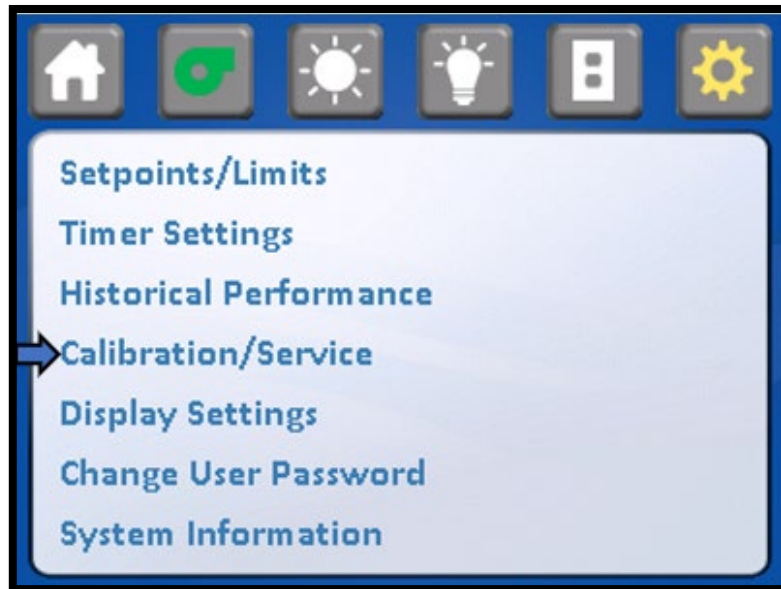 Setpoints/Limits
Timer Settings
Historical Performance
Calibration/Service
Display Settings
Change User Password
System Information